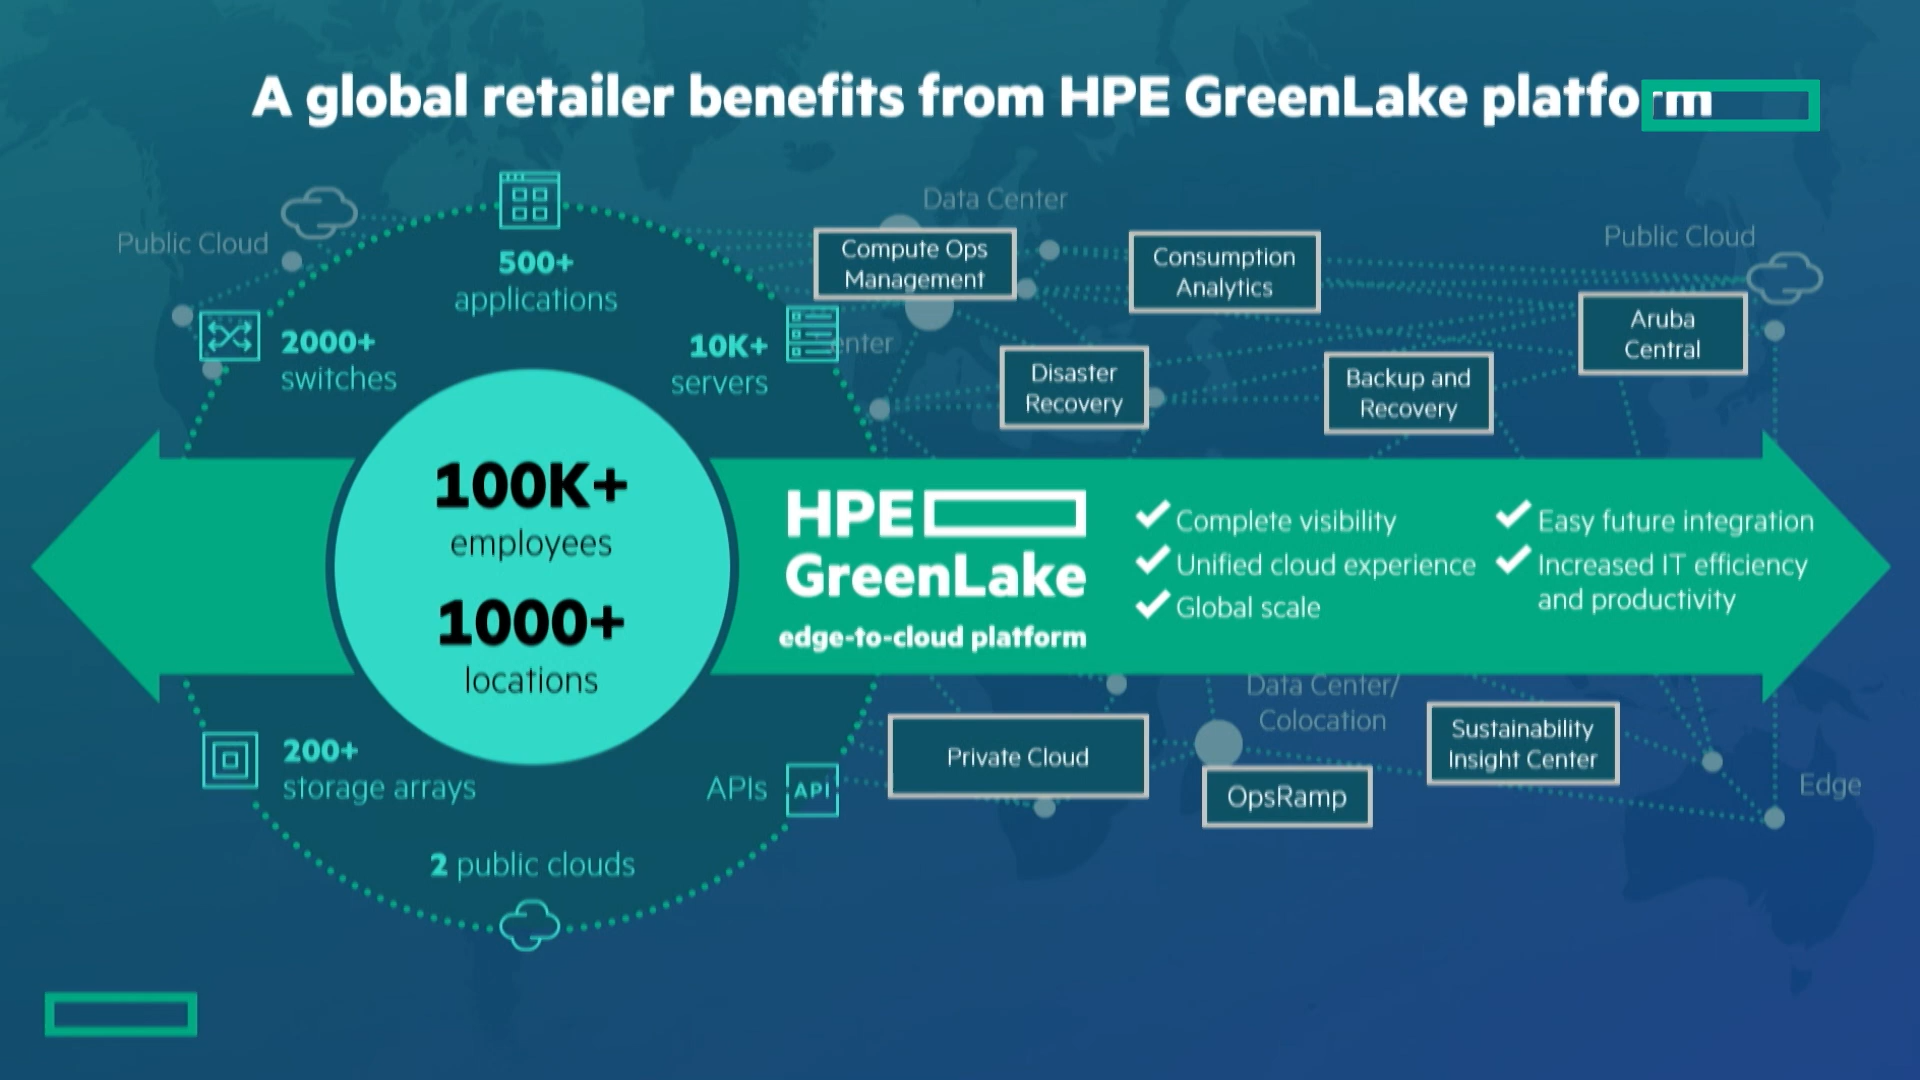 A global retailer benefits from HPE GreenLake platform
Data Center
Public Cloud
Public Cloud
500+
applications
2000+
switches
10K+
servers
Compute Ops
Management
Consumption
Analytics
Aruba
Central
Disaster
Recovery
Backup and
Recovery
100K+
employees
1000+
locations
HPE
GreenLake
edge-to-cloud platform
Complete visibility
Unified cloud experience
Global scale
Easy future integration
Increased IT efficiency
and productivity
Data Center/
Colocation
200+
storage arrays
APIs
API
Private Cloud
OpsRamp
Sustainability
Insight Center
Edge
2 public clouds